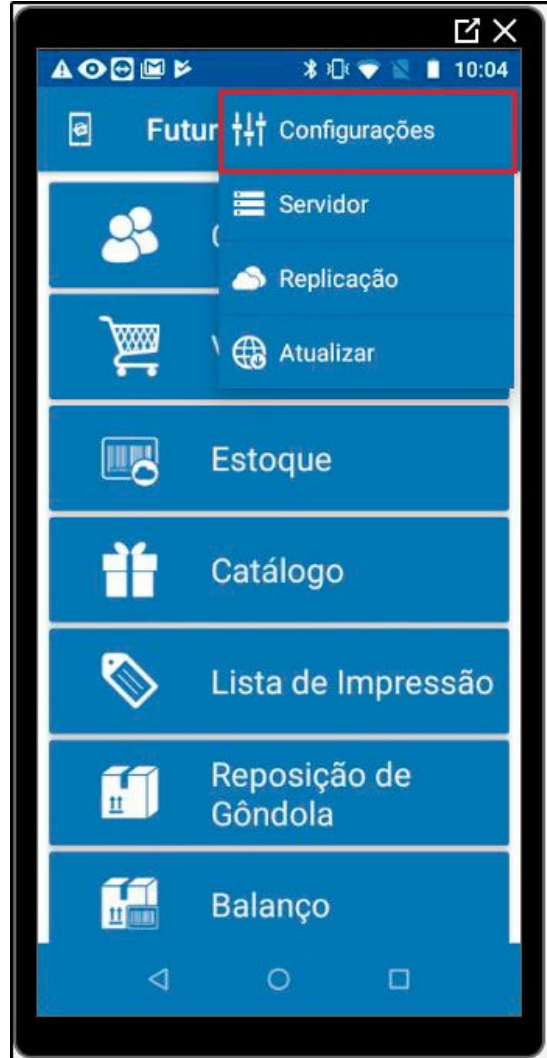 10:04
Futur
Configurações
Servidor
Replicação
Atualizar
Estoque
Catálogo
Lista de Impressão
Reposição de
Gôndola
Balanço